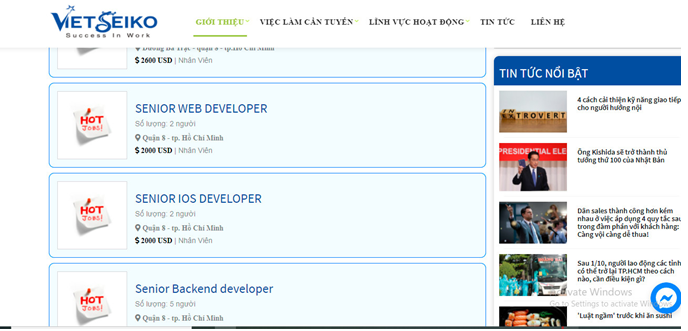 VIETSEIKO
Success In Work
GIỚI THIỆU
VIỆC LÀM CẦN TUYỂN
LĨNH VỰC HOẠT ĐỘNG
TIN TỨC
LIÊN HỆ
Dương Bá Trạc - quận 8 - tp.Hồ Chí Minh
$ 2600 USD | Nhân Viên
HOT
JOBS!
SENIOR WEB DEVELOPER
Số lượng: 2 người
Quận 8 - tp. Hồ Chí Minh
$ 2000 USD | Nhân Viên
HOT
JOBS!
SENIOR IOS DEVELOPER
Số lượng: 2 người
Quận 8 - tp. Hồ Chí Minh
$ 2000 USD | Nhân Viên
HOT
JOBS!
Senior Backend developer
Số lượng: 5 người
Quận 8 - tp. Hồ Chí Minh
TIN TỨC NỔI BẬT
TROVERT
4 cách cải thiện kỹ năng giao tiếp
cho người hướng nội
PRESIDENTIAL ELE
Ông Kishida sẽ trở thành thủ
tướng thứ 100 của Nhật Bản
Dân sales thành công hơn kém
nhau ở việc áp dụng 4 quy tắc sau
trong đàm phán với khách hàng:
Càng vội càng dễ thua!
Sau 1/10, người lao động các tỉnh
có thể trở lại TP.HCM theo cách
nào, cần điều kiện gì?
Activate Windows
Go to Settings to activate Windows
'Luật ngầm' trước khi ăn sushi